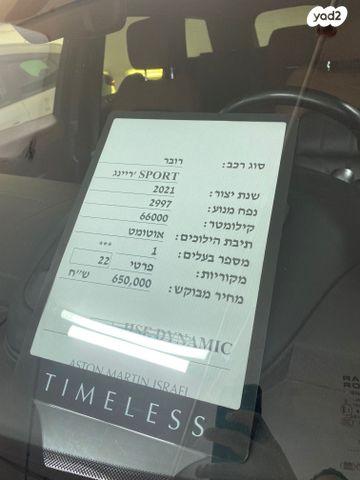 yad2
סוג רכב: רובר
SPORT ריינג'
שנת יצור: 2021
נפח מנוע: 2997
קילומטר: 66000
תיבת הילוכים: אוטומט
מספר בעלים: 1 ***
מקוריות: פרטי 22
מחיר מבוקש: 650,000 ש''ח
HSE DYNAMIC
ASTON MARTIN ISRAEL
TIMELESS